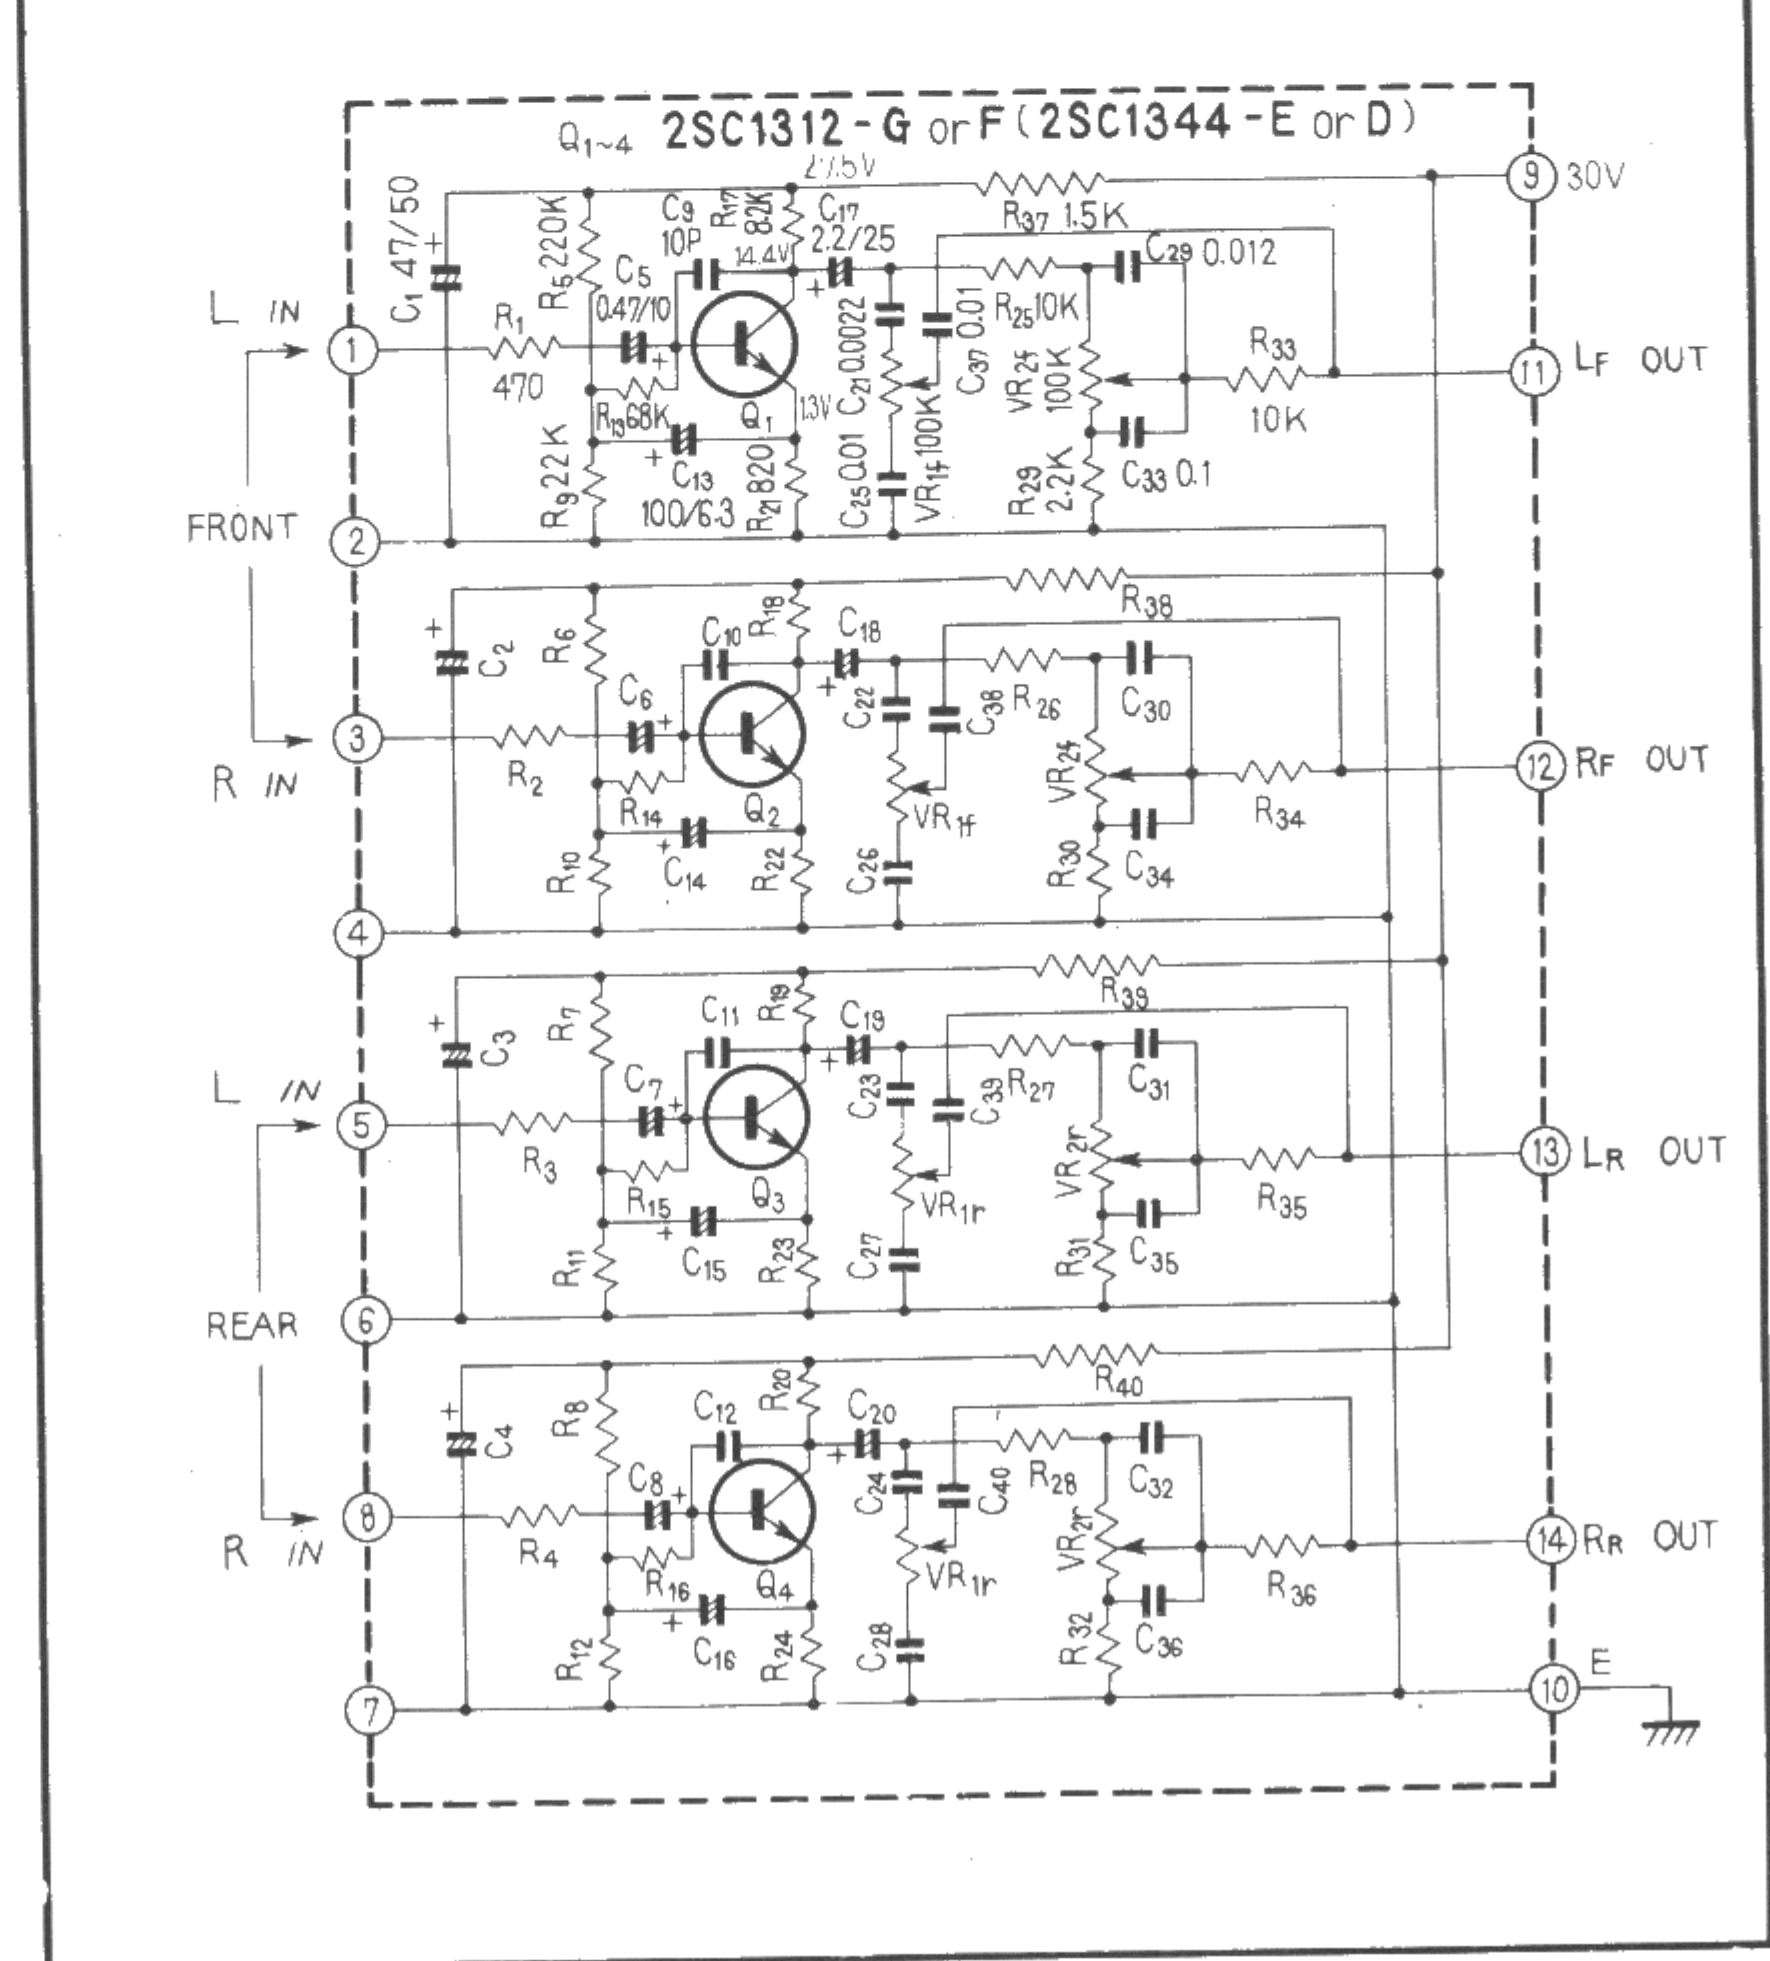 2SC1312-G or F (2SC1344-E or D)
Q1~4
27.5V
9 30V
C1 47/50
R5 220K
C9
10P
R17
8.2K
C17
2.2/25
R37 1.5K
14.4V
C29 0.012
L IN
C5
0.47/10
R1
470
1
C21 0.0022
C37 0.01
R25 10K
VR2f
100K
R33
10K
11 LF OUT
R13 68K
Q1
1.3V
R9 22K
C13
100/6.3
R21 820
C25 0.01
VR1f 100K
R29
2.2K
C33 0.1
FRONT
2
R38
C2
R6
C10
R18
C18
C6
C22
C38
R26
C30
3
R2
R IN
VR2f
12 RF OUT
R14
Q2
VR1f
R34
R10
C14
R22
C26
R30
C34
4
R39
C3
R7
C11
R19
C19
C7
C23
C39
R27
C31
L IN
5
R3
VR2r
13 LR OUT
R15
Q3
VR1r
R35
R11
C15
R23
C27
R31
C35
REAR
6
R40
C4
R8
C12
R20
C20
C8
C24
C40
R28
C32
8
R4
R IN
VR2r
14 RR OUT
R16
Q4
VR1r
R36
R12
C16
R24
C28
R32
C36
7
10
E